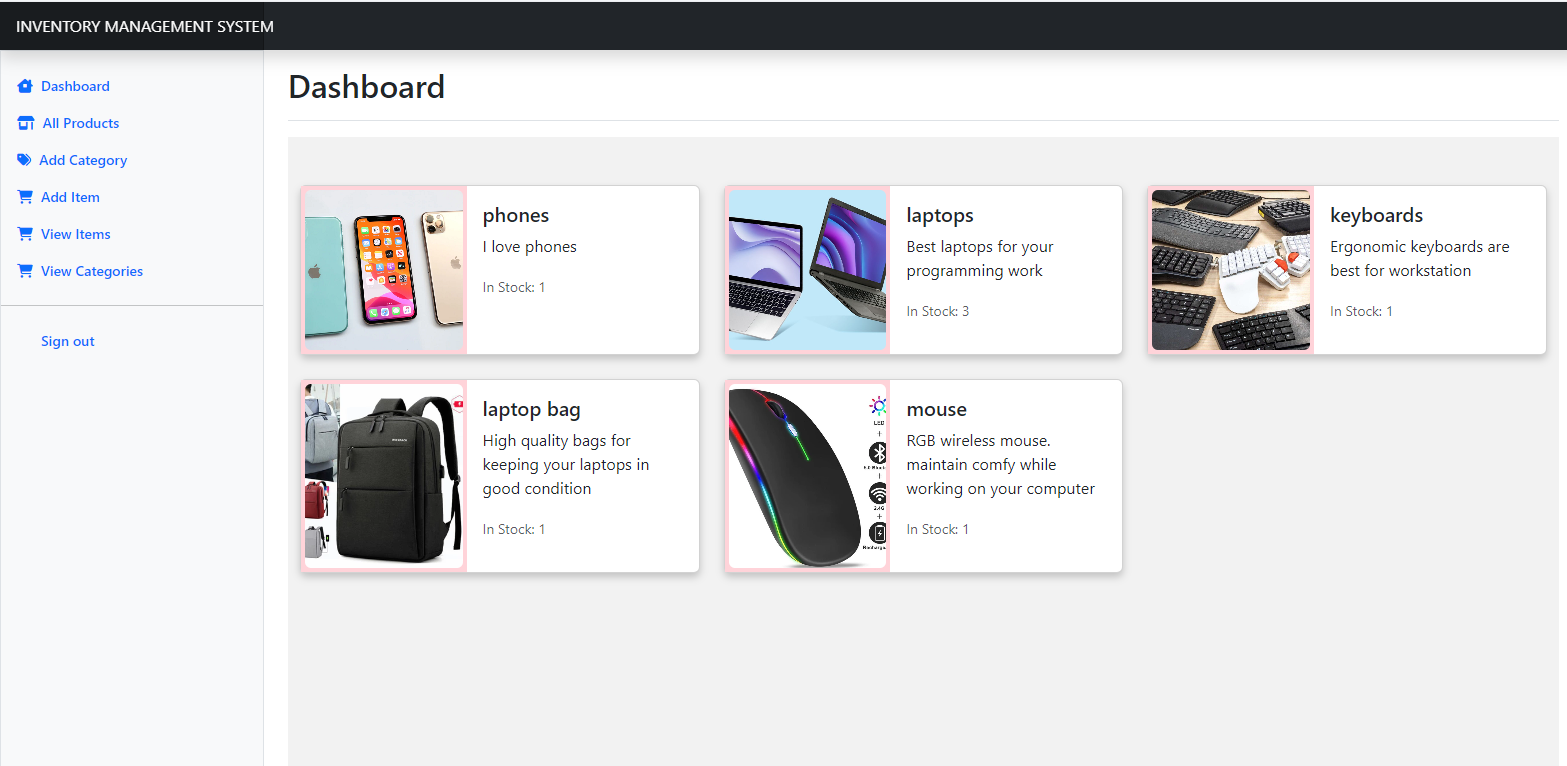 INVENTORY MANAGEMENT SYSTEM
Dashboard
All Products
Add Category
Add Item
View Items
View Categories
Sign out
Dashboard
phones
I love phones
In Stock: 1
laptops
Best laptops for your
programming work
In Stock: 3
keyboards
Ergonomic keyboards are
best for workstation
In Stock: 1
laptop bag
High quality bags for
keeping your laptops in
good condition
In Stock: 1
mouse
RGB wireless mouse.
maintain comfy while
working on your computer
In Stock: 1
LED
+
+
2.4G
+